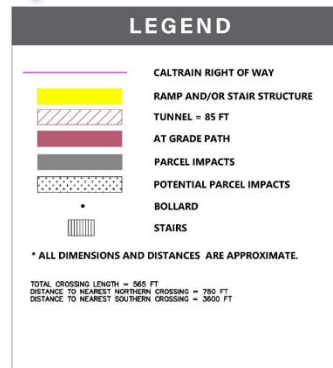 LEGEND
CALTRAIN RIGHT OF WAY
RAMP AND/OR STAIR STRUCTURE
TUNNEL = 85 FT
AT GRADE PATH
PARCEL IMPACTS
POTENTIAL PARCEL IMPACTS
BOLLARD
STAIRS
* ALL DIMENSIONS AND DISTANCES ARE APPROXIMATE.
TOTAL CROSSING LENGTH = 565 FT
DISTANCE TO NEAREST NORTHERN CROSSING = 750 FT
DISTANCE TO NEAREST SOUTHERN CROSSING = 3600 FT